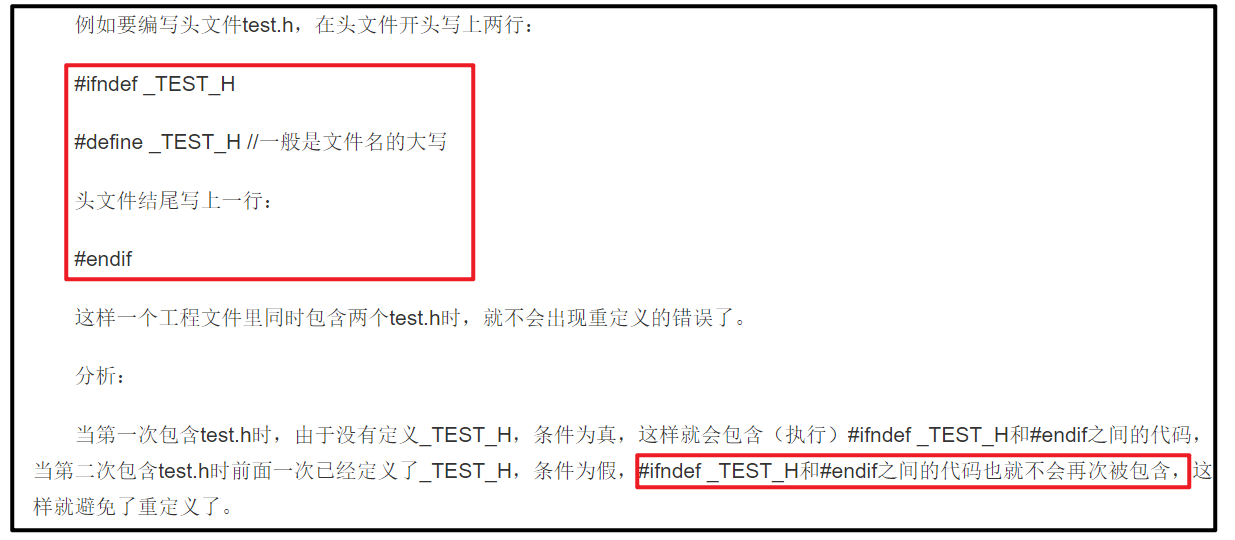 例如要编写头文件test.h，在头文件开头写上两行：
#ifndef _TEST_H
#define _TEST_H //一般是文件名的大写
头文件结尾写上一行：
#endif
这样一个工程文件里同时包含两个test.h时，就不会出现重定义的错误了。
分析：
当第一次包含test.h时，由于没有定义_TEST_H，条件为真，这样就会包含（执行）#ifndef _TEST_H和#endif之间的代码，
当第二次包含test.h时前面一次已经定义了_TEST_H，条件为假，#ifndef _TEST_H和#endif之间的代码也就不会再次被包含，这
样就避免了重定义了。